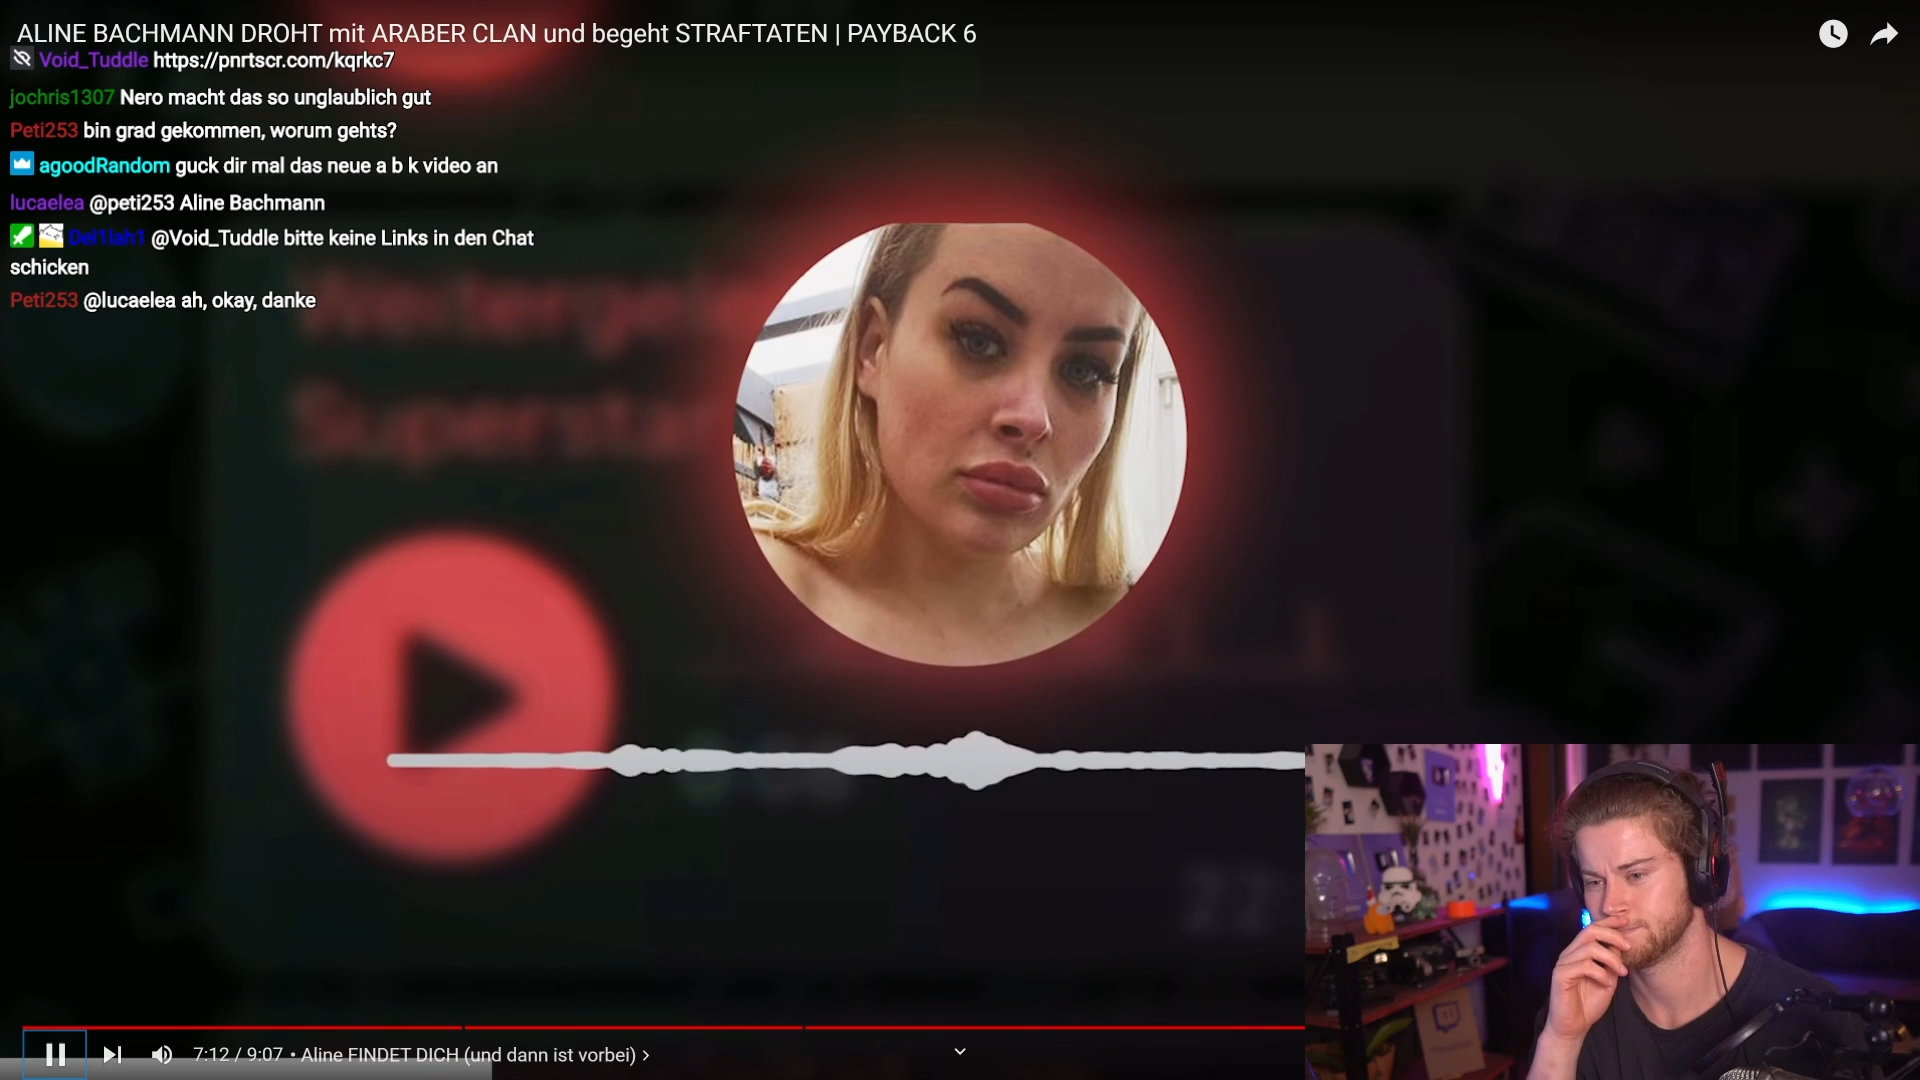 ALINE BACHMANN DROHT mit ARABER CLAN und begeht STRAFTATEN | PAYBACK 6
Void_Tuddle https://pnrtscr.com/kqrkc7
jochris1307 Nero macht das so unglaublich gut
Peti253 bin grad gekommen, worum gehts?
agoodRandom guck dir mal das neue a b k video an
lucaelea @peti253 Aline Bachmann
Del1lah1 @Void_Tuddle bitte keine Links in den Chat
schicken
Peti253 @lucaelea ah, okay, danke
Superstar
7:12 / 9:07 • Aline FINDET DICH (und dann ist vorbei) ›